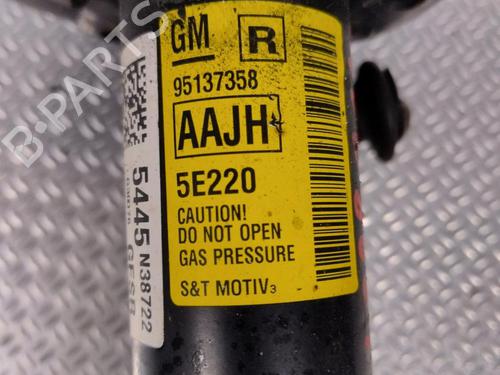 GM R
95137358
AAJH
5E220
CAUTION!
DO NOT OPEN
GAS PRESSURE
S&T MOTIV3
5445 N38722
B-PARTS